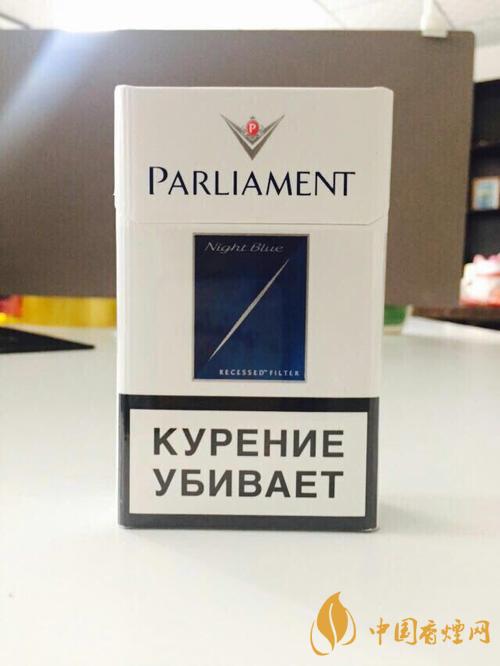 P
PARLIAMENT
Night Blue
RECESSED™ FILTER
КУРЕНИЕ
УБИВАЕТ
中国香烟网